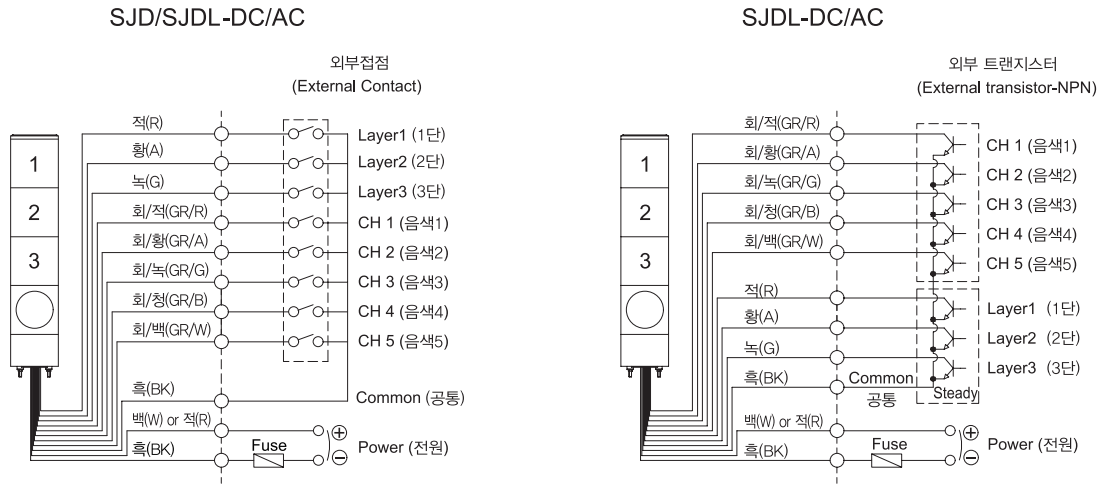 SJD/SJDL-DC/AC
외부접점
(External Contact)
적(R)
Layer1 (1단)
황(A)
Layer2 (2단)
녹(G)
Layer3 (3단)
회/적(GR/R)
CH 1 (음색1)
회/황(GR/A)
CH 2 (음색2)
회/녹(GR/G)
CH 3 (음색3)
회/청(GR/B)
CH 4 (음색4)
회/백(GR/W)
CH 5 (음색5)
1
2
3
흑(BK)
Common (공통)
백(W) or 적(R)
Fuse
Power (전원)
흑(BK)
SJDL-DC/AC
외부 트랜지스터
(External transistor-NPN)
회/적(GR/R)
CH 1 (음색1)
회/황(GR/A)
CH 2 (음색2)
회/녹(GR/G)
CH 3 (음색3)
회/청(GR/B)
CH 4 (음색4)
회/백(GR/W)
CH 5 (음색5)
1
2
3
적(R)
Layer1 (1단)
황(A)
Layer2 (2단)
녹(G)
Layer3 (3단)
흑(BK)
Common
공통
Steady
백(W) or 적(R)
Fuse
Power (전원)
흑(BK)